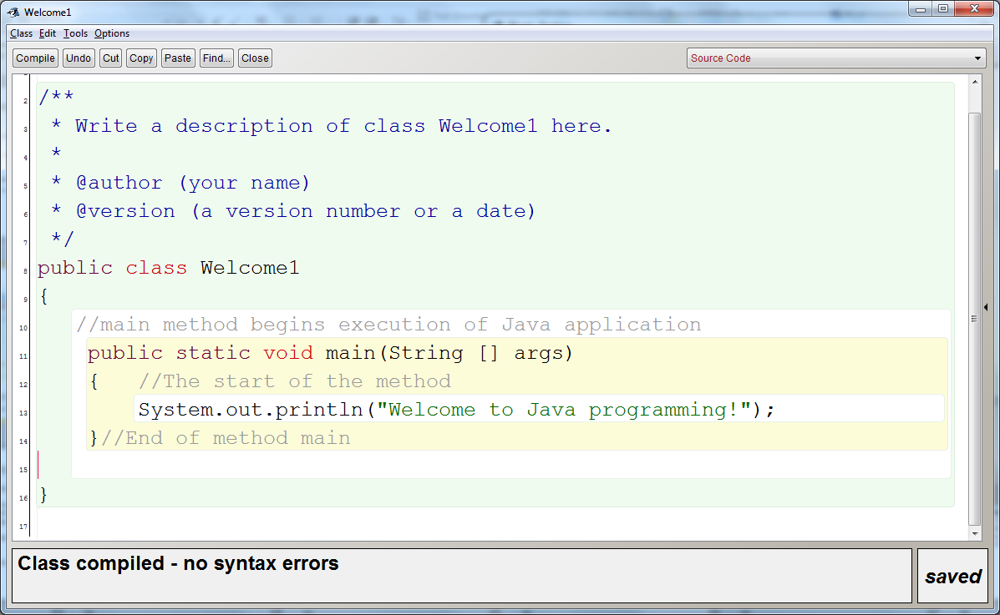 Welcome1
Class Edit Tools Options
Compile Undo Cut Copy Paste Find... Close Source Code
2 /**
3 * Write a description of class Welcome1 here.
4 *
5 * @author (your name)
6 * @version (a version number or a date)
7 */
8 public class Welcome1
9 {
10 //main method begins execution of Java application
11 public static void main(String [] args)
12 { //The start of the method
13 System.out.println("Welcome to Java programming!");
14 }//End of method main
15
16 }
17
Class compiled - no syntax errors
saved